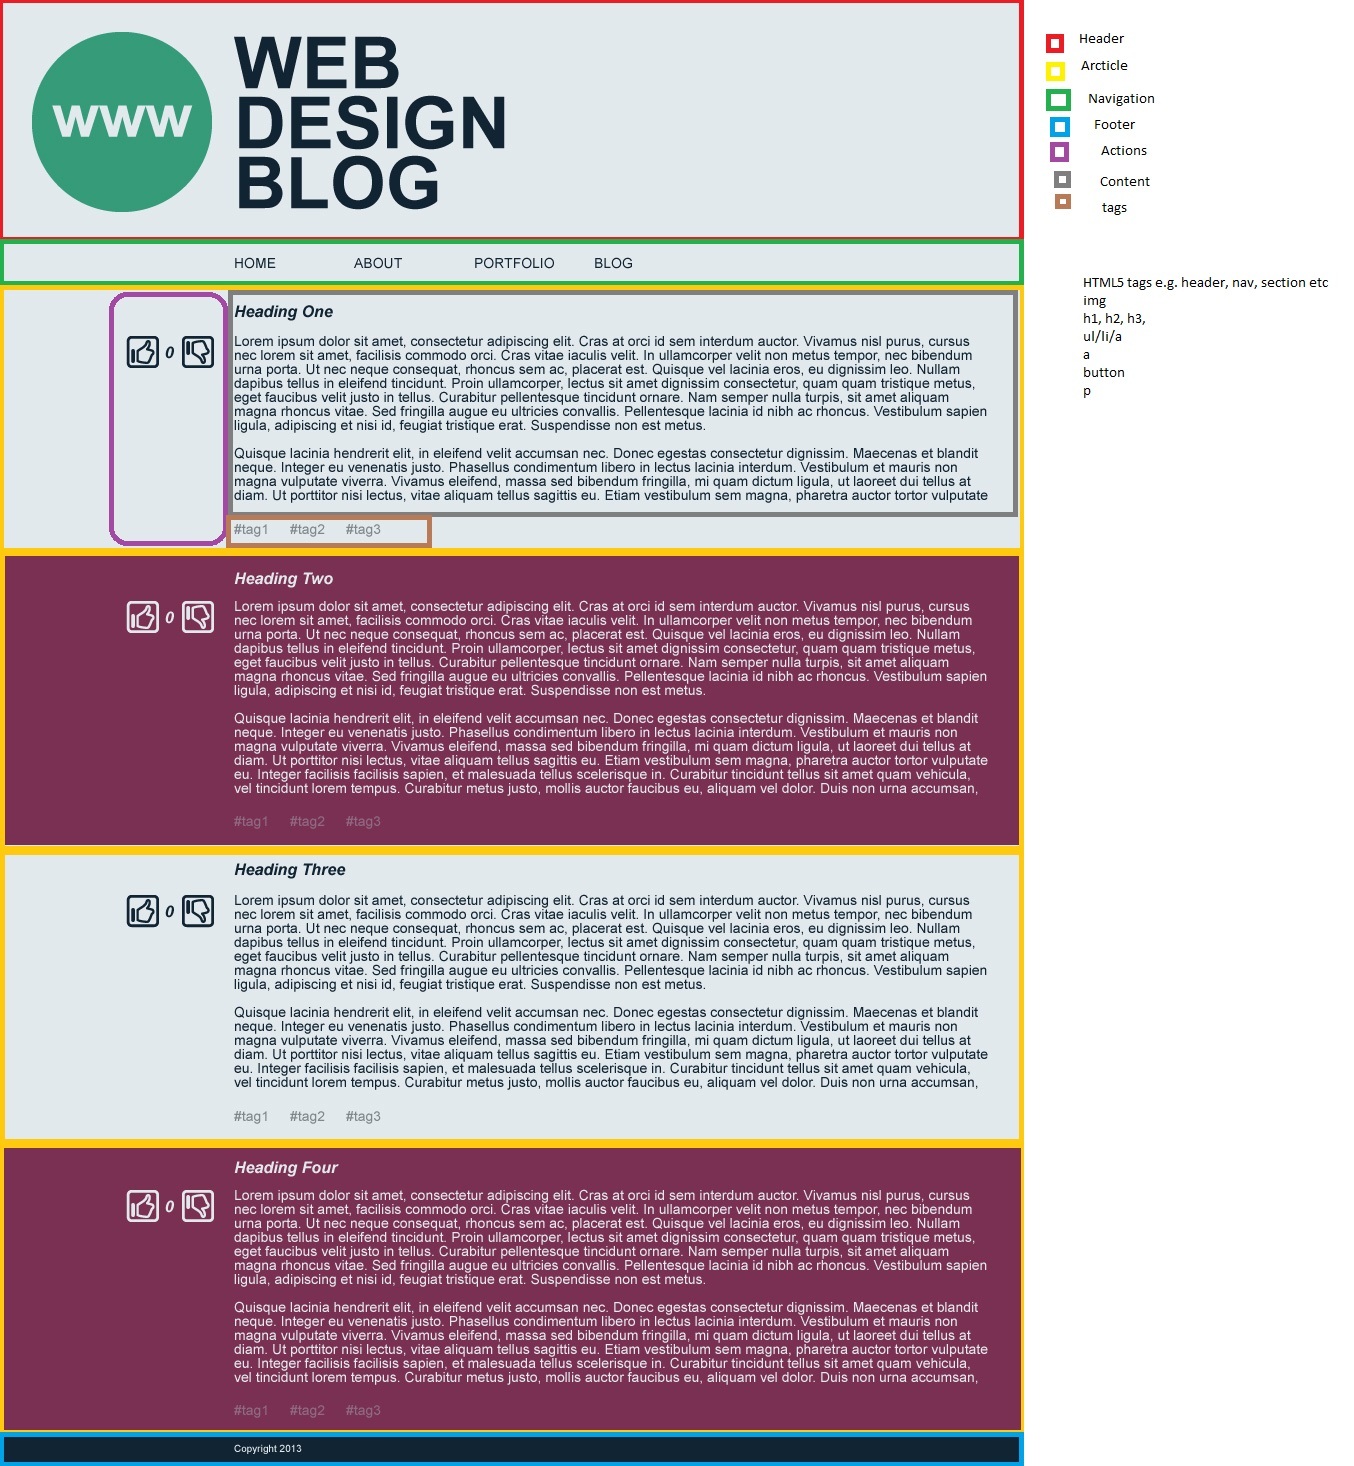 WWW
WEB
DESIGN
BLOG
HOME ABOUT PORTFOLIO BLOG
Heading One
0
Lorem ipsum dolor sit amet, consectetur adipiscing elit. Cras at orci id sem interdum auctor. Vivamus nisl purus, cursus
nec lorem sit amet, facilisis commodo orci. Cras vitae iaculis velit. In ullamcorper velit non metus tempor, nec bibendum
urna porta. Ut nec neque consequat, rhoncus sem ac, placerat est. Quisque vel lacinia eros, eu dignissim leo. Nullam
dapibus tellus in eleifend tincidunt. Proin ullamcorper, lectus sit amet dignissim consectetur, quam quam tristique metus,
eget faucibus velit justo in tellus. Curabitur pellentesque tincidunt ornare. Nam semper nulla turpis, sit amet aliquam
magna rhoncus vitae. Sed fringilla augue eu ultricies convallis. Pellentesque lacinia id nibh ac rhoncus. Vestibulum sapien
ligula, adipiscing et nisi id, feugiat tristique erat. Suspendisse non est metus.
Quisque lacinia hendrerit elit, in eleifend velit accumsan nec. Donec egestas consectetur dignissim. Maecenas et blandit
neque. Integer eu venenatis justo. Phasellus condimentum libero in lectus lacinia interdum. Vestibulum et mauris non
magna vulputate viverra. Vivamus eleifend, massa sed bibendum fringilla, mi quam dictum ligula, ut laoreet dui tellus at
diam. Ut porttitor nisi lectus, vitae aliquam tellus sagittis eu. Etiam vestibulum sem magna, pharetra auctor tortor vulputate
#tag1 #tag2 #tag3
Heading Two
0
Lorem ipsum dolor sit amet, consectetur adipiscing elit. Cras at orci id sem interdum auctor. Vivamus nisl purus, cursus
nec lorem sit amet, facilisis commodo orci. Cras vitae iaculis velit. In ullamcorper velit non metus tempor, nec bibendum
urna porta. Ut nec neque consequat, rhoncus sem ac, placerat est. Quisque vel lacinia eros, eu dignissim leo. Nullam
dapibus tellus in eleifend tincidunt. Proin ullamcorper, lectus sit amet dignissim consectetur, quam quam tristique metus,
eget faucibus velit justo in tellus. Curabitur pellentesque tincidunt ornare. Nam semper nulla turpis, sit amet aliquam
magna rhoncus vitae. Sed fringilla augue eu ultricies convallis. Pellentesque lacinia id nibh ac rhoncus. Vestibulum sapien
ligula, adipiscing et nisi id, feugiat tristique erat. Suspendisse non est metus.
Quisque lacinia hendrerit elit, in eleifend velit accumsan nec. Donec egestas consectetur dignissim. Maecenas et blandit
neque. Integer eu venenatis justo. Phasellus condimentum libero in lectus lacinia interdum. Vestibulum et mauris non
magna vulputate viverra. Vivamus eleifend, massa sed bibendum fringilla, mi quam dictum ligula, ut laoreet dui tellus at
diam. Ut porttitor nisi lectus, vitae aliquam tellus sagittis eu. Etiam vestibulum sem magna, pharetra auctor tortor vulputate
eu. Integer facilisis facilisis sapien, et malesuada tellus scelerisque in. Curabitur tincidunt tellus sit amet quam vehicula,
vel tincidunt lorem tempus. Curabitur metus justo, mollis auctor faucibus eu, aliquam vel dolor. Duis non urna accumsan,
#tag1 #tag2 #tag3
Heading Three
0
Lorem ipsum dolor sit amet, consectetur adipiscing elit. Cras at orci id sem interdum auctor. Vivamus nisl purus, cursus
nec lorem sit amet, facilisis commodo orci. Cras vitae iaculis velit. In ullamcorper velit non metus tempor, nec bibendum
urna porta. Ut nec neque consequat, rhoncus sem ac, placerat est. Quisque vel lacinia eros, eu dignissim leo. Nullam
dapibus tellus in eleifend tincidunt. Proin ullamcorper, lectus sit amet dignissim consectetur, quam quam tristique metus,
eget faucibus velit justo in tellus. Curabitur pellentesque tincidunt ornare. Nam semper nulla turpis, sit amet aliquam
magna rhoncus vitae. Sed fringilla augue eu ultricies convallis. Pellentesque lacinia id nibh ac rhoncus. Vestibulum sapien
ligula, adipiscing et nisi id, feugiat tristique erat. Suspendisse non est metus.
Quisque lacinia hendrerit elit, in eleifend velit accumsan nec. Donec egestas consectetur dignissim. Maecenas et blandit
neque. Integer eu venenatis justo. Phasellus condimentum libero in lectus lacinia interdum. Vestibulum et mauris non
magna vulputate viverra. Vivamus eleifend, massa sed bibendum fringilla, mi quam dictum ligula, ut laoreet dui tellus at
diam. Ut porttitor nisi lectus, vitae aliquam tellus sagittis eu. Etiam vestibulum sem magna, pharetra auctor tortor vulputate
eu. Integer facilisis facilisis sapien, et malesuada tellus scelerisque in. Curabitur tincidunt tellus sit amet quam vehicula,
vel tincidunt lorem tempus. Curabitur metus justo, mollis auctor faucibus eu, aliquam vel dolor. Duis non urna accumsan,
#tag1 #tag2 #tag3
Heading Four
0
Lorem ipsum dolor sit amet, consectetur adipiscing elit. Cras at orci id sem interdum auctor. Vivamus nisl purus, cursus
nec lorem sit amet, facilisis commodo orci. Cras vitae iaculis velit. In ullamcorper velit non metus tempor, nec bibendum
urna porta. Ut nec neque consequat, rhoncus sem ac, placerat est. Quisque vel lacinia eros, eu dignissim leo. Nullam
dapibus tellus in eleifend tincidunt. Proin ullamcorper, lectus sit amet dignissim consectetur, quam quam tristique metus,
eget faucibus velit justo in tellus. Curabitur pellentesque tincidunt ornare. Nam semper nulla turpis, sit amet aliquam
magna rhoncus vitae. Sed fringilla augue eu ultricies convallis. Pellentesque lacinia id nibh ac rhoncus. Vestibulum sapien
ligula, adipiscing et nisi id, feugiat tristique erat. Suspendisse non est metus.
Quisque lacinia hendrerit elit, in eleifend velit accumsan nec. Donec egestas consectetur dignissim. Maecenas et blandit
neque. Integer eu venenatis justo. Phasellus condimentum libero in lectus lacinia interdum. Vestibulum et mauris non
magna vulputate viverra. Vivamus eleifend, massa sed bibendum fringilla, mi quam dictum ligula, ut laoreet dui tellus at
diam. Ut porttitor nisi lectus, vitae aliquam tellus sagittis eu. Etiam vestibulum sem magna, pharetra auctor tortor vulputate
eu. Integer facilisis facilisis sapien, et malesuada tellus scelerisque in. Curabitur tincidunt tellus sit amet quam vehicula,
vel tincidunt lorem tempus. Curabitur metus justo, mollis auctor faucibus eu, aliquam vel dolor. Duis non urna accumsan,
#tag1 #tag2 #tag3
Copyright 2013
Header
Arcticle
Navigation
Footer
Actions
Content
tags
HTML5 tags e.g. header, nav, section etc
img
h1, h2, h3,
ul/li/a
a
button
p